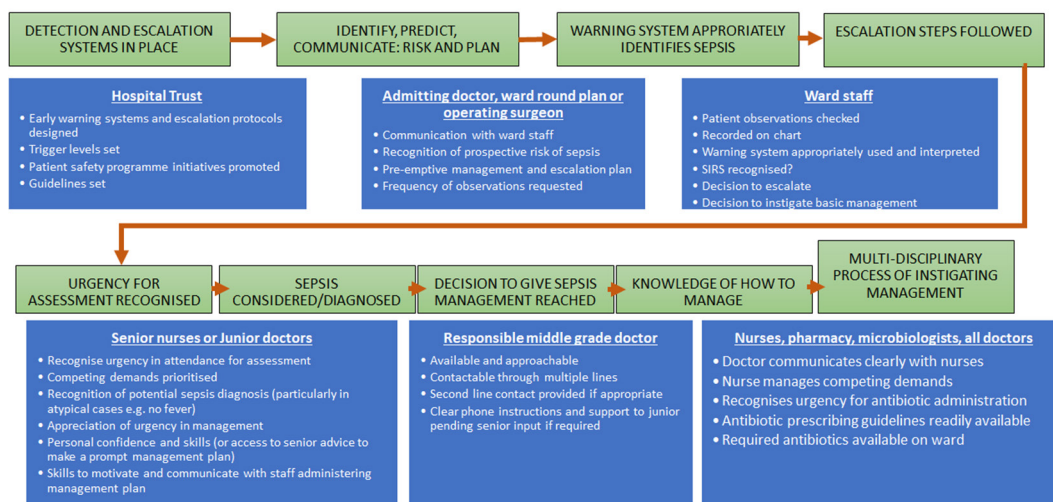 DETECTION AND ESCALATION
SYSTEMS IN PLACE
IDENTIFY, PREDICT,
COMMUNICATE: RISK AND PLAN
WARNING SYSTEM APPRORIATELY
IDENTIFIES SEPSIS
ESCALATION STEPS FOLLOWED
Hospital Trust
• Early warning systems and escalation protocols
designed
• Trigger levels set
• Patient safety programme initiatives promoted
• Guidelines set
Admitting doctor, ward round plan or
operating surgeon
• Communication with ward staff
• Recognition of prospective risk of sepsis
• Pre-emptive management and escalation plan
• Frequency of observations requested
Ward staff
• Patient observations checked
• Recorded on chart
• Warning system appropriately used and interpreted
• SIRS recognised?
• Decision to escalate
• Decision to instigate basic management
URGENCY FOR
ASSESSMENT RECOGNISED
SEPSIS
CONSIDERED/DIAGNOSED
DECISION TO GIVE SEPSIS
MANAGEMENT REACHED
KNOWLEDGE OF HOW TO
MANAGE
MULTI-DISCIPLINARY
PROCESS OF INSTIGATING
MANAGEMENT
Senior nurses or Junior doctors
• Recognise urgency in attendance for assessment
• Competing demands prioritised
• Recognition of potential sepsis diagnosis (particularly in
atypical cases e.g. no fever)
• Appreciation of urgency in management
• Personal confidence and skills (or access to senior advice to
make a prompt management plan)
• Skills to motivate and communicate with staff administering
management plan
Responsible middle grade doctor
• Available and approachable
• Contactable through multiple lines
• Second line contact provided if appropriate
• Clear phone instructions and support to junior
pending senior input if required
Nurses, pharmacy, microbiologists, all doctors
• Doctor communicates clearly with nurses
• Nurse manages competing demands
• Recognises urgency for antibiotic administration
• Antibiotic prescribing guidelines readily available
• Required antibiotics available on ward